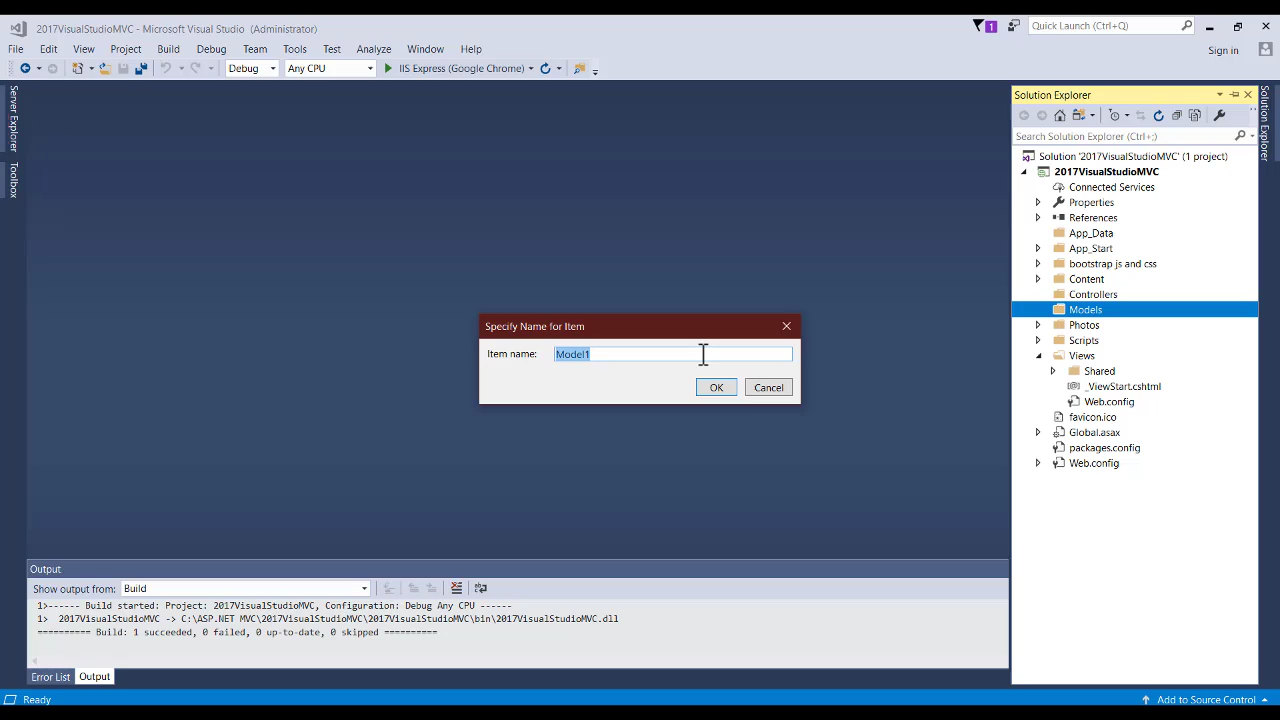 2017VisualStudioMVC - Microsoft Visual Studio (Administrator)
1
Quick Launch (Ctrl+Q)
File Edit View Project Build Debug Team Tools Test Analyze Window Help
Sign in
Debug Any CPU IIS Express (Google Chrome)
Server Explorer
Toolbox
Solution Explorer
Solution Explorer
Search Solution Explorer (Ctrl+;)
Solution '2017VisualStudioMVC' (1 project)
2017VisualStudioMVC
Connected Services
Properties
References
App_Data
App_Start
bootstrap js and css
Content
Controllers
Models
Photos
Scripts
Views
Shared
_ViewStart.cshtml
Web.config
favicon.ico
Global.asax
packages.config
Web.config
Specify Name for Item
Item name: Model1
OK Cancel
Output
Show output from: Build
1>------ Build started: Project: 2017VisualStudioMVC, Configuration: Debug Any CPU ------
1>  2017VisualStudioMVC -> C:\ASP.NET MVC\2017VisualStudioMVC\2017VisualStudioMVC\bin\2017VisualStudioMVC.dll
========== Build: 1 succeeded, 0 failed, 0 up-to-date, 0 skipped ==========
Error List Output
Ready
Add to Source Control